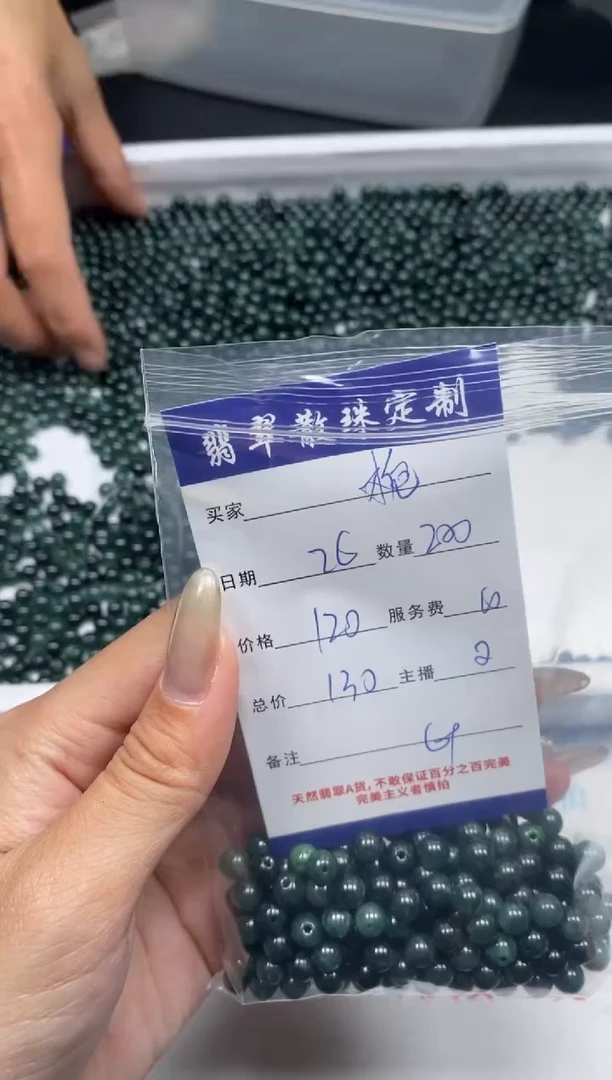 翡翠散珠定制
买家
日期 26 数量 200
价格 120 服务费 10
总价 130 主播 2
备注
天然翡翠A货，不敢保证百分之百完美
完美主义者慎拍